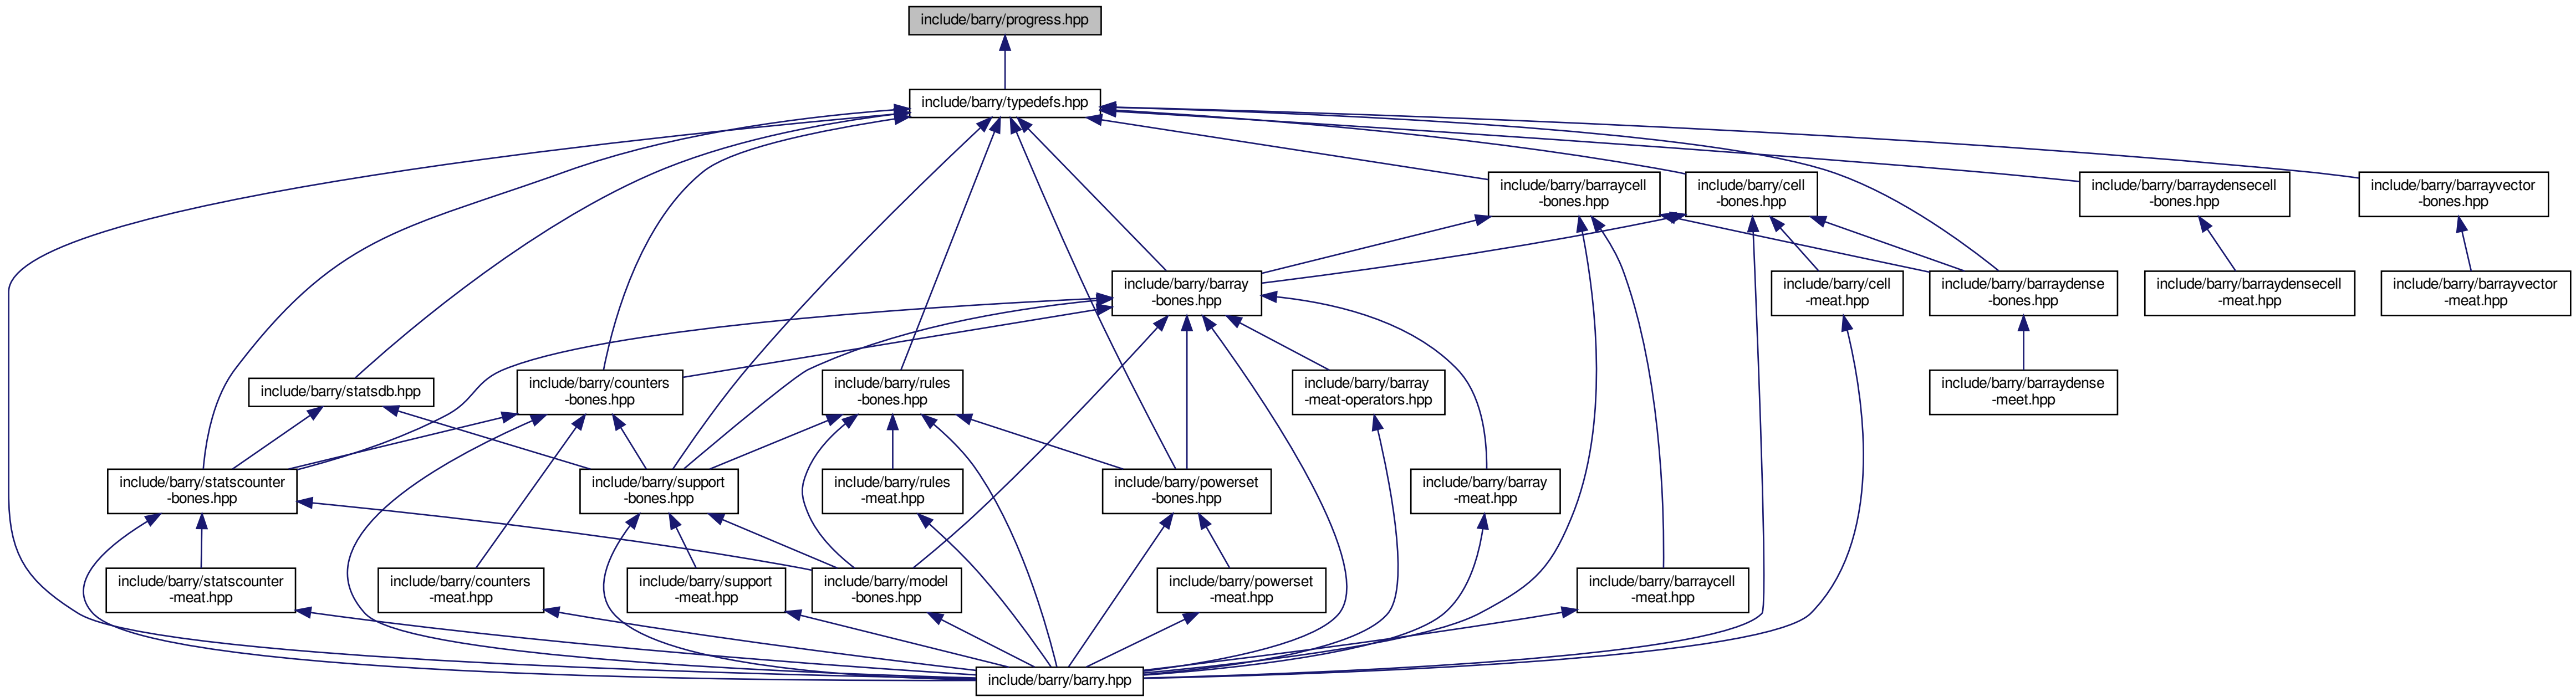 include/barry/progress.hpp
include/barry/typedefs.hpp
include/barry/barraycell
-bones.hpp
include/barry/cell
-bones.hpp
include/barry/barraydensecell
-bones.hpp
include/barry/barrayvector
-bones.hpp
include/barry/barray
-bones.hpp
include/barry/cell
-meat.hpp
include/barry/barraydense
-bones.hpp
include/barry/barraydensecell
-meat.hpp
include/barry/barrayvector
-meat.hpp
include/barry/statsdb.hpp
include/barry/counters
-bones.hpp
include/barry/rules
-bones.hpp
include/barry/barray
-meat-operators.hpp
include/barry/barraydense
-meet.hpp
include/barry/statscounter
-bones.hpp
include/barry/support
-bones.hpp
include/barry/rules
-meat.hpp
include/barry/powerset
-bones.hpp
include/barry/barray
-meat.hpp
include/barry/statscounter
-meat.hpp
include/barry/counters
-meat.hpp
include/barry/support
-meat.hpp
include/barry/model
-bones.hpp
include/barry/powerset
-meat.hpp
include/barry/barraycell
-meat.hpp
include/barry/barry.hpp